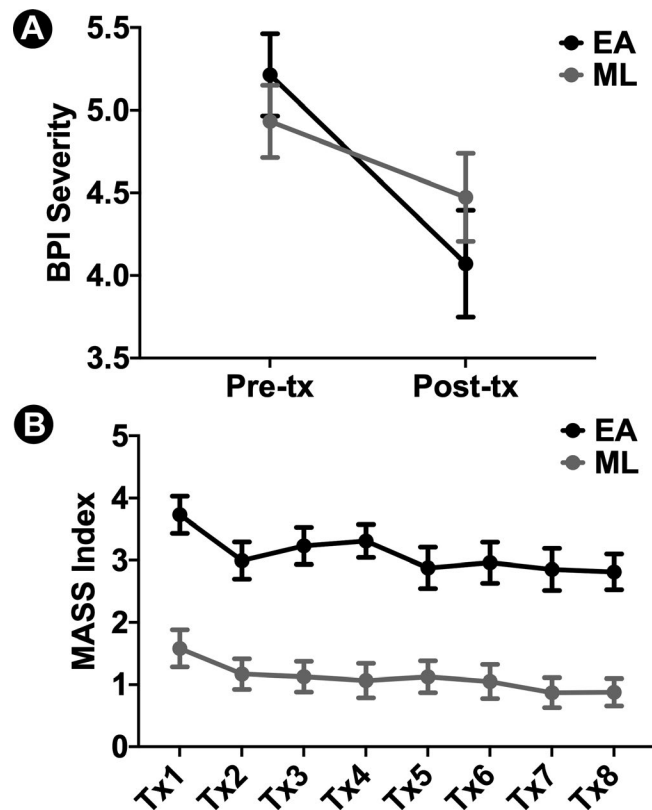 A
5.5
5.0
4.5
4.0
3.5
BPI Severity
EA
ML
Pre-tx Post-tx
B
5
4
3
2
1
0
MASS Index
EA
ML
Tx1 Tx2 Tx3 Tx4 Tx5 Tx6 Tx7 Tx8